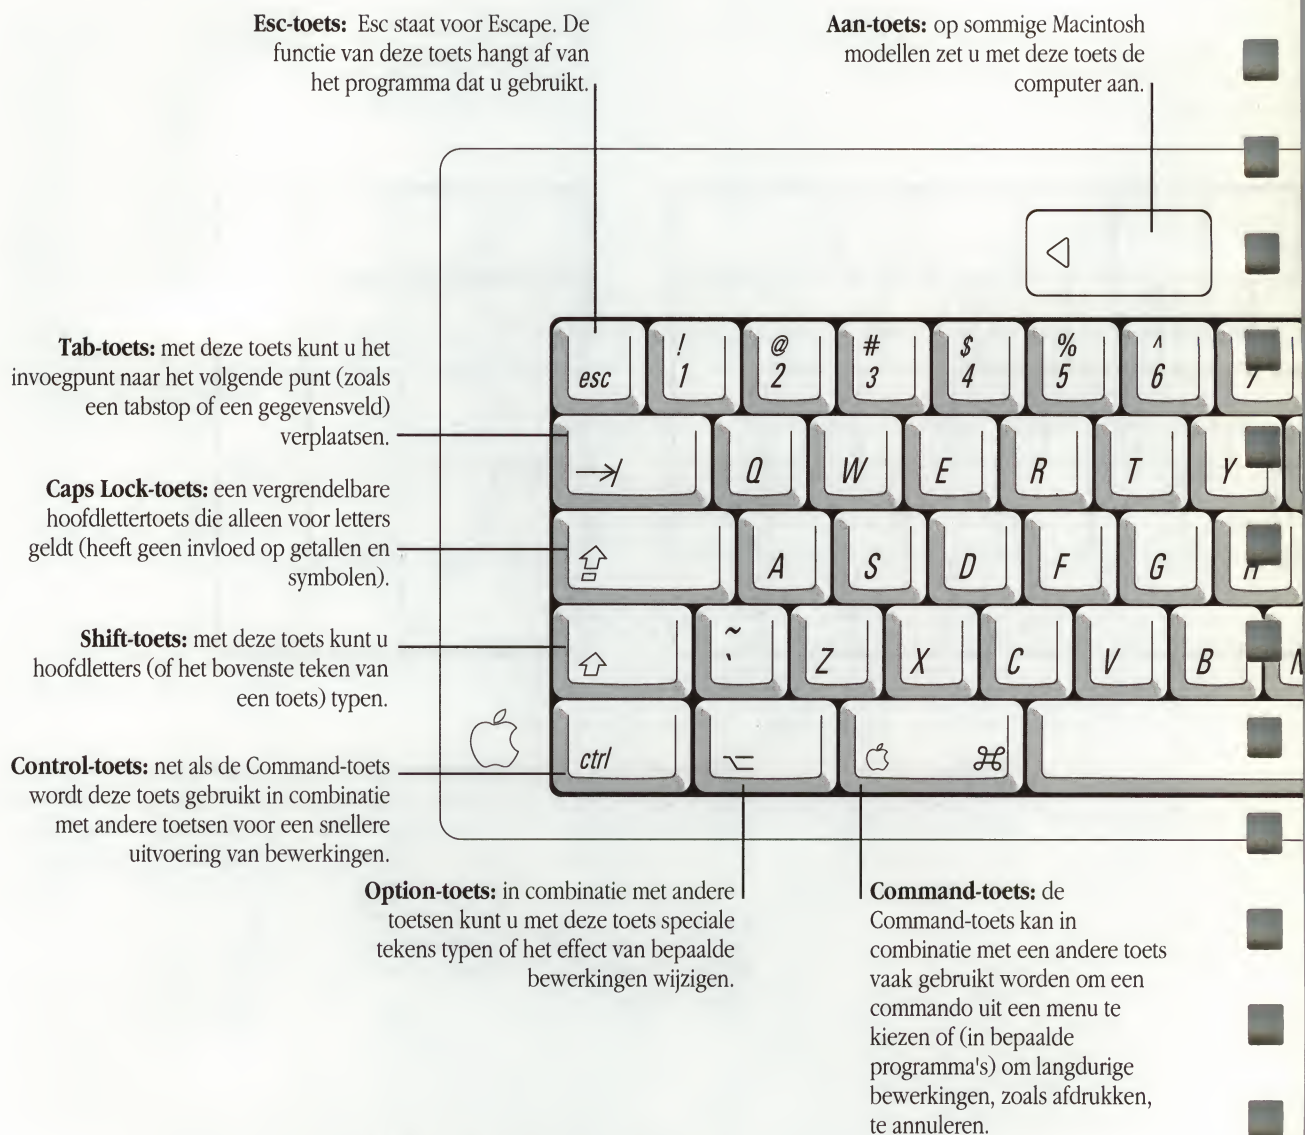 Esc-toets: Esc staat voor Escape. De
functie van deze toets hangt af van
het programma dat u gebruikt.
Aan-toets: op sommige Macintosh
modellen zet u met deze toets de
computer aan.
Tab-toets: met deze toets kunt u het
invoegpunt naar het volgende punt (zoals
een tabstop of een gegevensveld)
verplaatsen.
Caps Lock-toets: een vergrendelbare
hoofdlettertoets die alleen voor letters
geldt (heeft geen invloed op getallen en
symbolen).
Shift-toets: met deze toets kunt u
hoofdletters (of het bovenste teken van
een toets) typen.
Control-toets: net als de Command-toets
wordt deze toets gebruikt in combinatie
met andere toetsen voor een snellere
uitvoering van bewerkingen.
esc ! 1 @ 2 # 3 $ 4 % 5 ^ 6
Q W E R T Y
A S D F G
~ ` Z X C V B
ctrl ⌥ ⌘
Option-toets: in combinatie met andere
toetsen kunt u met deze toets speciale
tekens typen of het effect van bepaalde
bewerkingen wijzigen.
Command-toets: de
Command-toets kan in
combinatie met een andere toets
vaak gebruikt worden om een
commando uit een menu te
kiezen of (in bepaalde
programma's) om langdurige
bewerkingen, zoals afdrukken,
te annuleren.